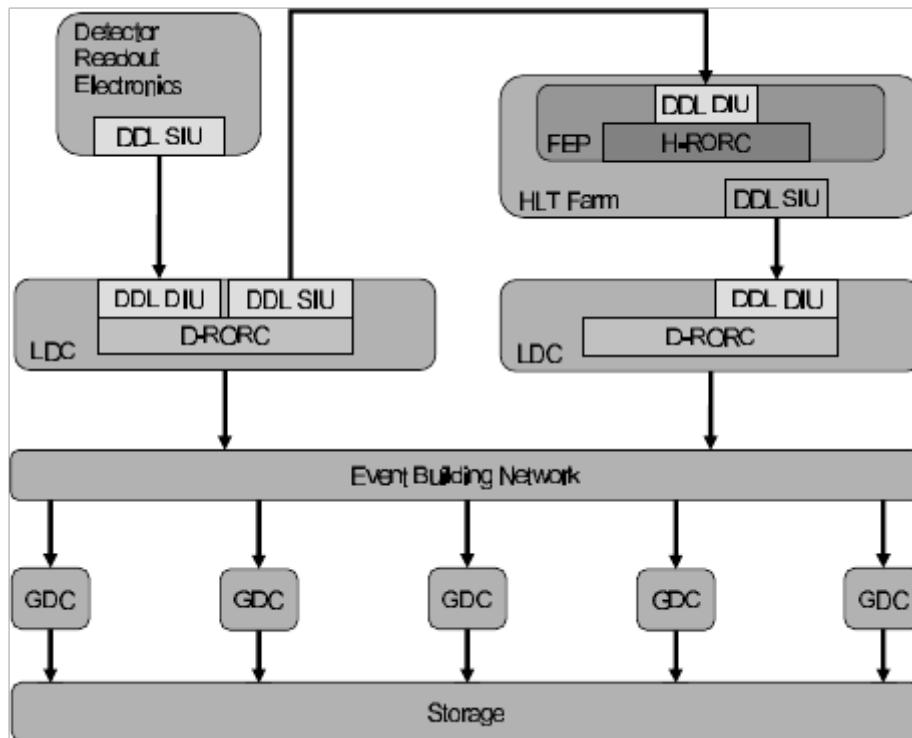 Detector
Readout
Electronics
DDL SIU
DDL DIU
FEP
H-RORC
HLT Farm
DDL SIU
DDL DIU
DDL SIU
D-RORC
LDC
DDL DIU
D-RORC
LDC
Event Building Network
GDC
GDC
GDC
GDC
GDC
Storage